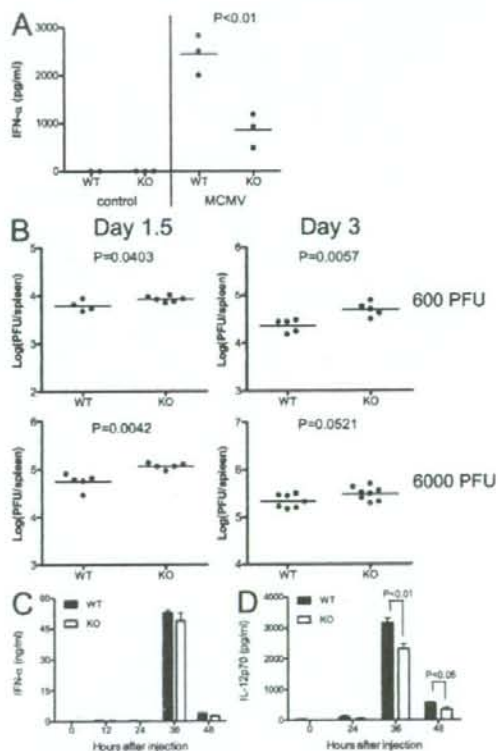 A
P<0.01
IFN-α (pg/ml)
3000
2000
1000
0
WT KO WT KO
control MCMV
B Day 1.5 Day 3
P=0.0403
Log(PFU/spleen)
5
4
3
2
WT KO
P=0.0057
Log(PFU/spleen)
6
5
4
3
WT KO
600 PFU
P=0.0042
Log(PFU/spleen)
6
5
4
3
WT KO
P=0.0521
Log(PFU/spleen)
7
6
5
4
WT KO
6000 PFU
C
WT
KO
IFN-α (ng/ml)
60
45
30
15
0
0 12 24 36 48
Hours after injection
D
WT
KO
P<0.01
P<0.05
IL-12p70 (pg/ml)
4000
3000
2000
1000
0
0 24 36 48
Hours after injection